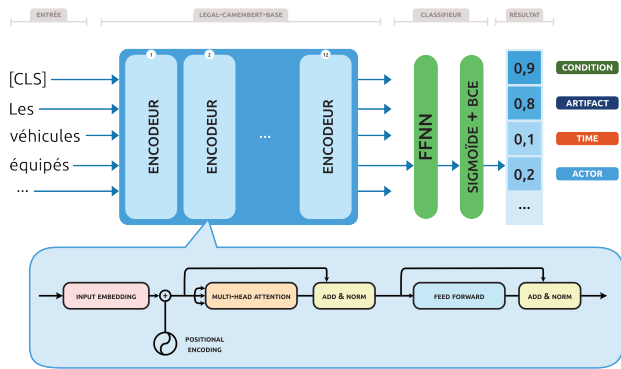 ENTRÉE
LEGAL-CAMEMBERT-BASE
CLASSIFIEUR
RÉSULTAT
1
2
12
[CLS]
Les
véhicules
équipés
...
ENCODEUR
ENCODEUR
...
ENCODEUR
FFNN
SIGMOÏDE + BCE
0,9
0,8
0,1
0,2
...
CONDITION
ARTIFACT
TIME
ACTOR
INPUT EMBEDDING
+
MULTI-HEAD ATTENTION
ADD & NORM
FEED FORWARD
ADD & NORM
POSITIONAL
ENCODING